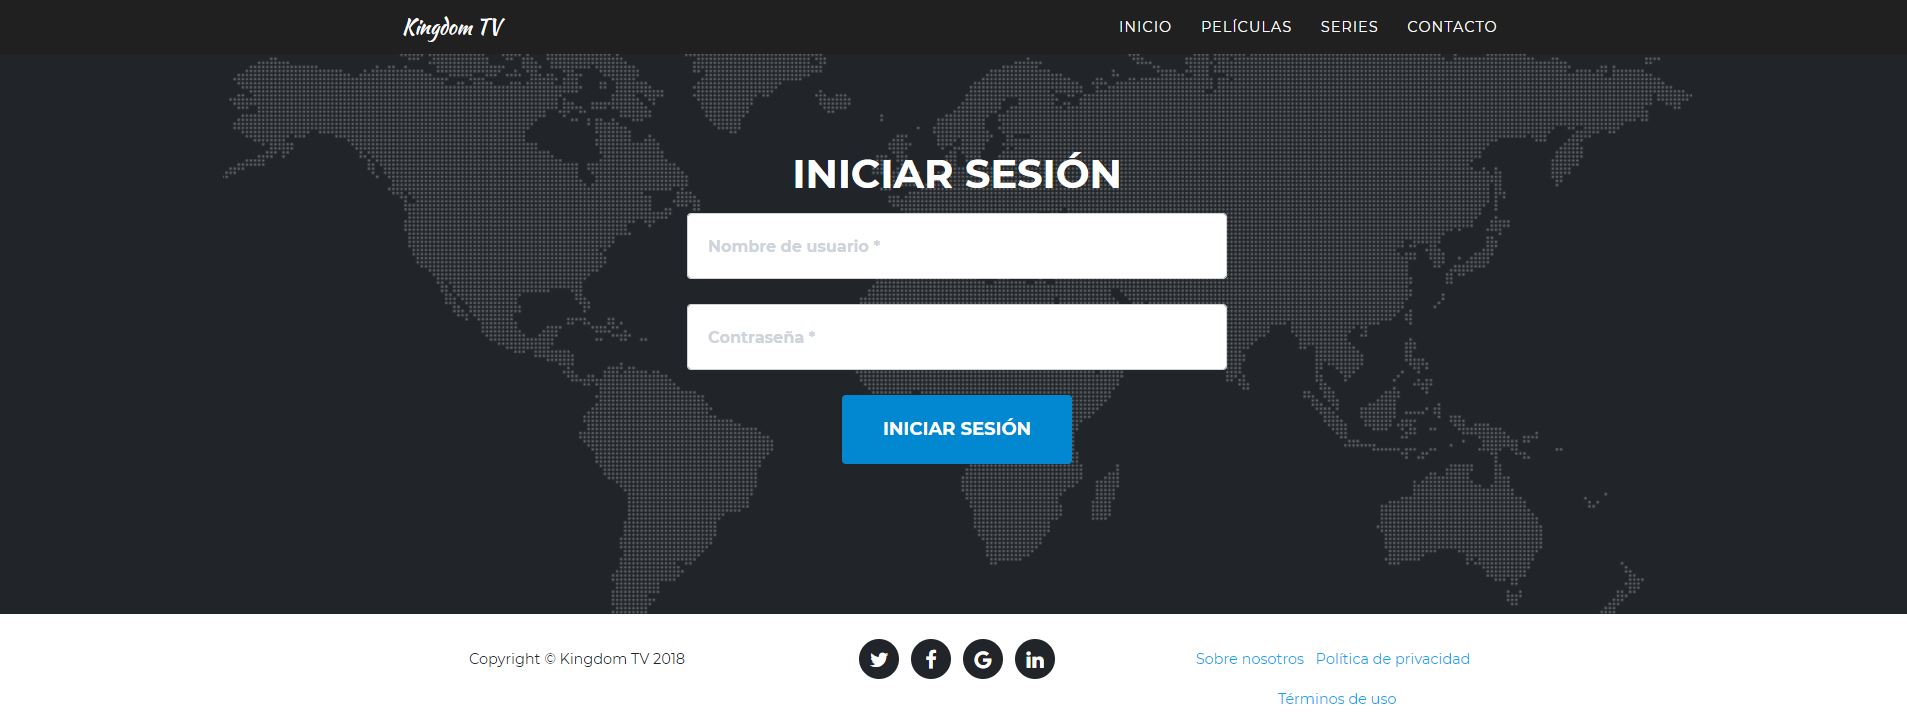 Kingdom TV
INICIO PELÍCULAS SERIES CONTACTO
INICIAR SESIÓN
Nombre de usuario *
Contraseña *
INICIAR SESIÓN
Copyright © Kingdom TV 2018
Sobre nosotros Política de privacidad
Términos de uso